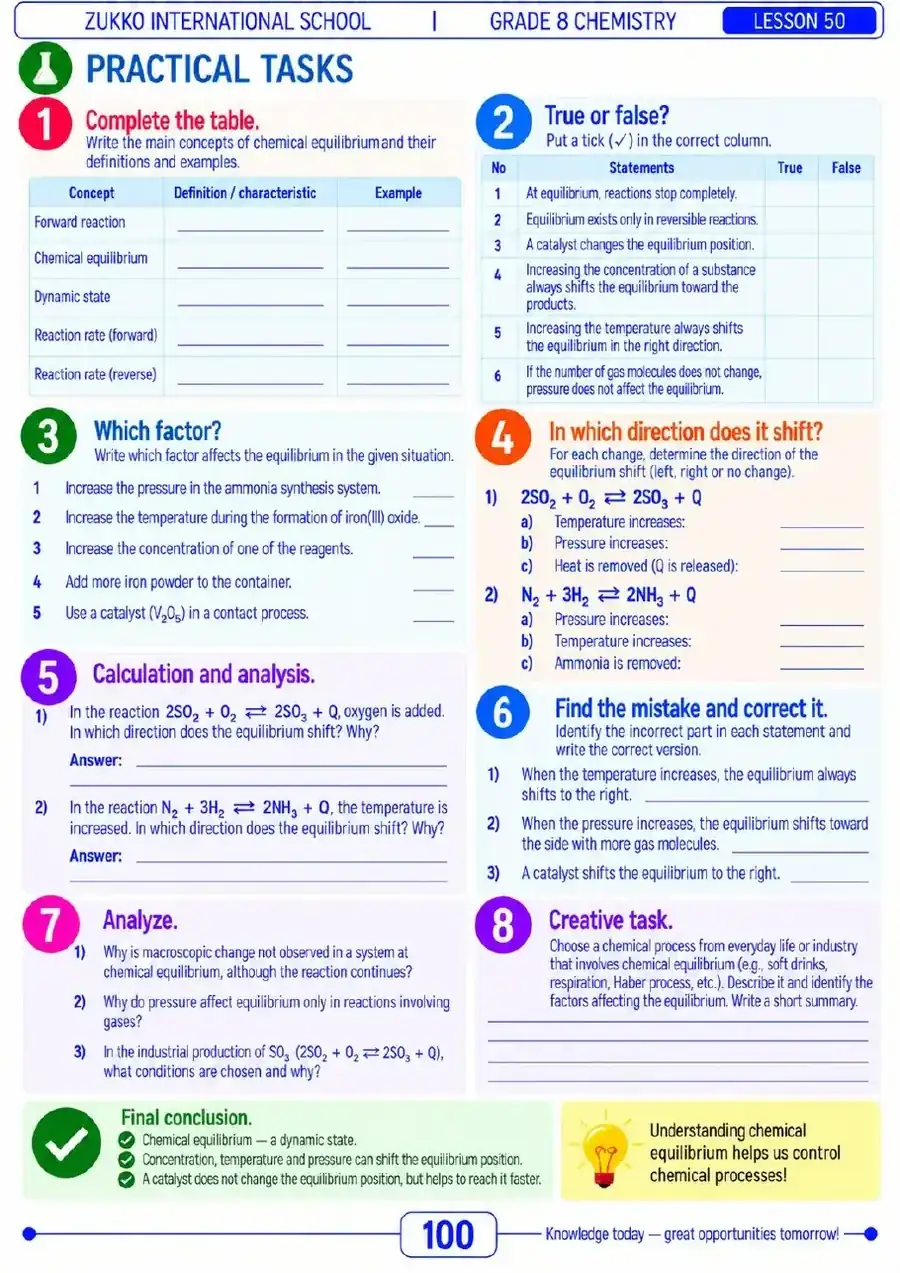 ZUKKO INTERNATIONAL SCHOOL | GRADE 8 CHEMISTRY LESSON 50
PRACTICAL TASKS
1 Complete the table.
Write the main concepts of chemical equilibrium and their
definitions and examples.
Concept Definition / characteristic Example
Forward reaction
Chemical equilibrium
Dynamic state
Reaction rate (forward)
Reaction rate (reverse)
2 True or false?
Put a tick (✓) in the correct column.
No Statements True False
1 At equilibrium, reactions stop completely.
2 Equilibrium exists only in reversible reactions.
3 A catalyst changes the equilibrium position.
4 Increasing the concentration of a substance
always shifts the equilibrium toward the
products.
5 Increasing the temperature always shifts
the equilibrium in the right direction.
6 If the number of gas molecules does not change,
pressure does not affect the equilibrium.
3 Which factor?
Write which factor affects the equilibrium in the given situation.
1 Increase the pressure in the ammonia synthesis system.
2 Increase the temperature during the formation of iron(III) oxide.
3 Increase the concentration of one of the reagents.
4 Add more iron powder to the container.
5 Use a catalyst (V₂O₅) in a contact process.
4 In which direction does it shift?
For each change, determine the direction of the
equilibrium shift (left, right or no change).
1) 2SO₂ + O₂ ⇄ 2SO₃ + Q
a) Temperature increases:
b) Pressure increases:
c) Heat is removed (Q is released):
2) N₂ + 3H₂ ⇄ 2NH₃ + Q
a) Pressure increases:
b) Temperature increases:
c) Ammonia is removed:
5 Calculation and analysis.
1) In the reaction 2SO₂ + O₂ ⇄ 2SO₃ + Q, oxygen is added.
In which direction does the equilibrium shift? Why?
Answer:
2) In the reaction N₂ + 3H₂ ⇄ 2NH₃ + Q, the temperature is
increased. In which direction does the equilibrium shift? Why?
Answer:
6 Find the mistake and correct it.
Identify the incorrect part in each statement and
write the correct version.
1) When the temperature increases, the equilibrium always
shifts to the right.
2) When the pressure increases, the equilibrium shifts toward
the side with more gas molecules.
3) A catalyst shifts the equilibrium to the right.
7 Analyze.
1) Why is macroscopic change not observed in a system at
chemical equilibrium, although the reaction continues?
2) Why do pressure affect equilibrium only in reactions involving
gases?
3) In the industrial production of SO₃ (2SO₂ + O₂ ⇄ 2SO₃ + Q),
what conditions are chosen and why?
8 Creative task.
Choose a chemical process from everyday life or industry
that involves chemical equilibrium (e.g., soft drinks,
respiration, Haber process, etc.). Describe it and identify the
factors affecting the equilibrium. Write a short summary.
Final conclusion.
Chemical equilibrium — a dynamic state.
Concentration, temperature and pressure can shift the equilibrium position.
A catalyst does not change the equilibrium position, but helps to reach it faster.
Understanding chemical
equilibrium helps us control
chemical processes!
100
Knowledge today — great opportunities tomorrow!